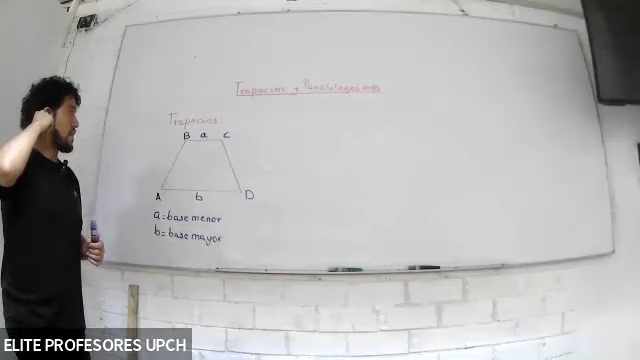 Trapecios y Paralelogramos
Trapecios:
B a C
A b D
a = base menor
b = base mayor
ELITE PROFESORES UPCH